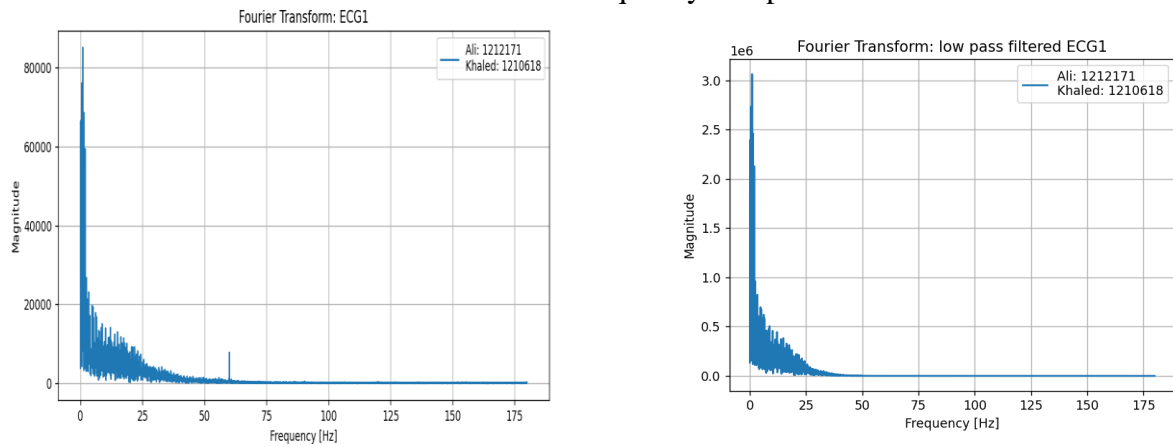 Fourier Transform: ECG1
Ali: 1212171
Khaled: 1210618
80000
60000
40000
20000
0
Magnitude
0 25 50 75 100 125 150 175
Frequency [Hz]
Fourier Transform: low pass filtered ECG1
1e6
Ali: 1212171
Khaled: 1210618
3.0
2.5
2.0
1.5
1.0
0.5
0.0
Magnitude
0 25 50 75 100 125 150 175
Frequency [Hz]